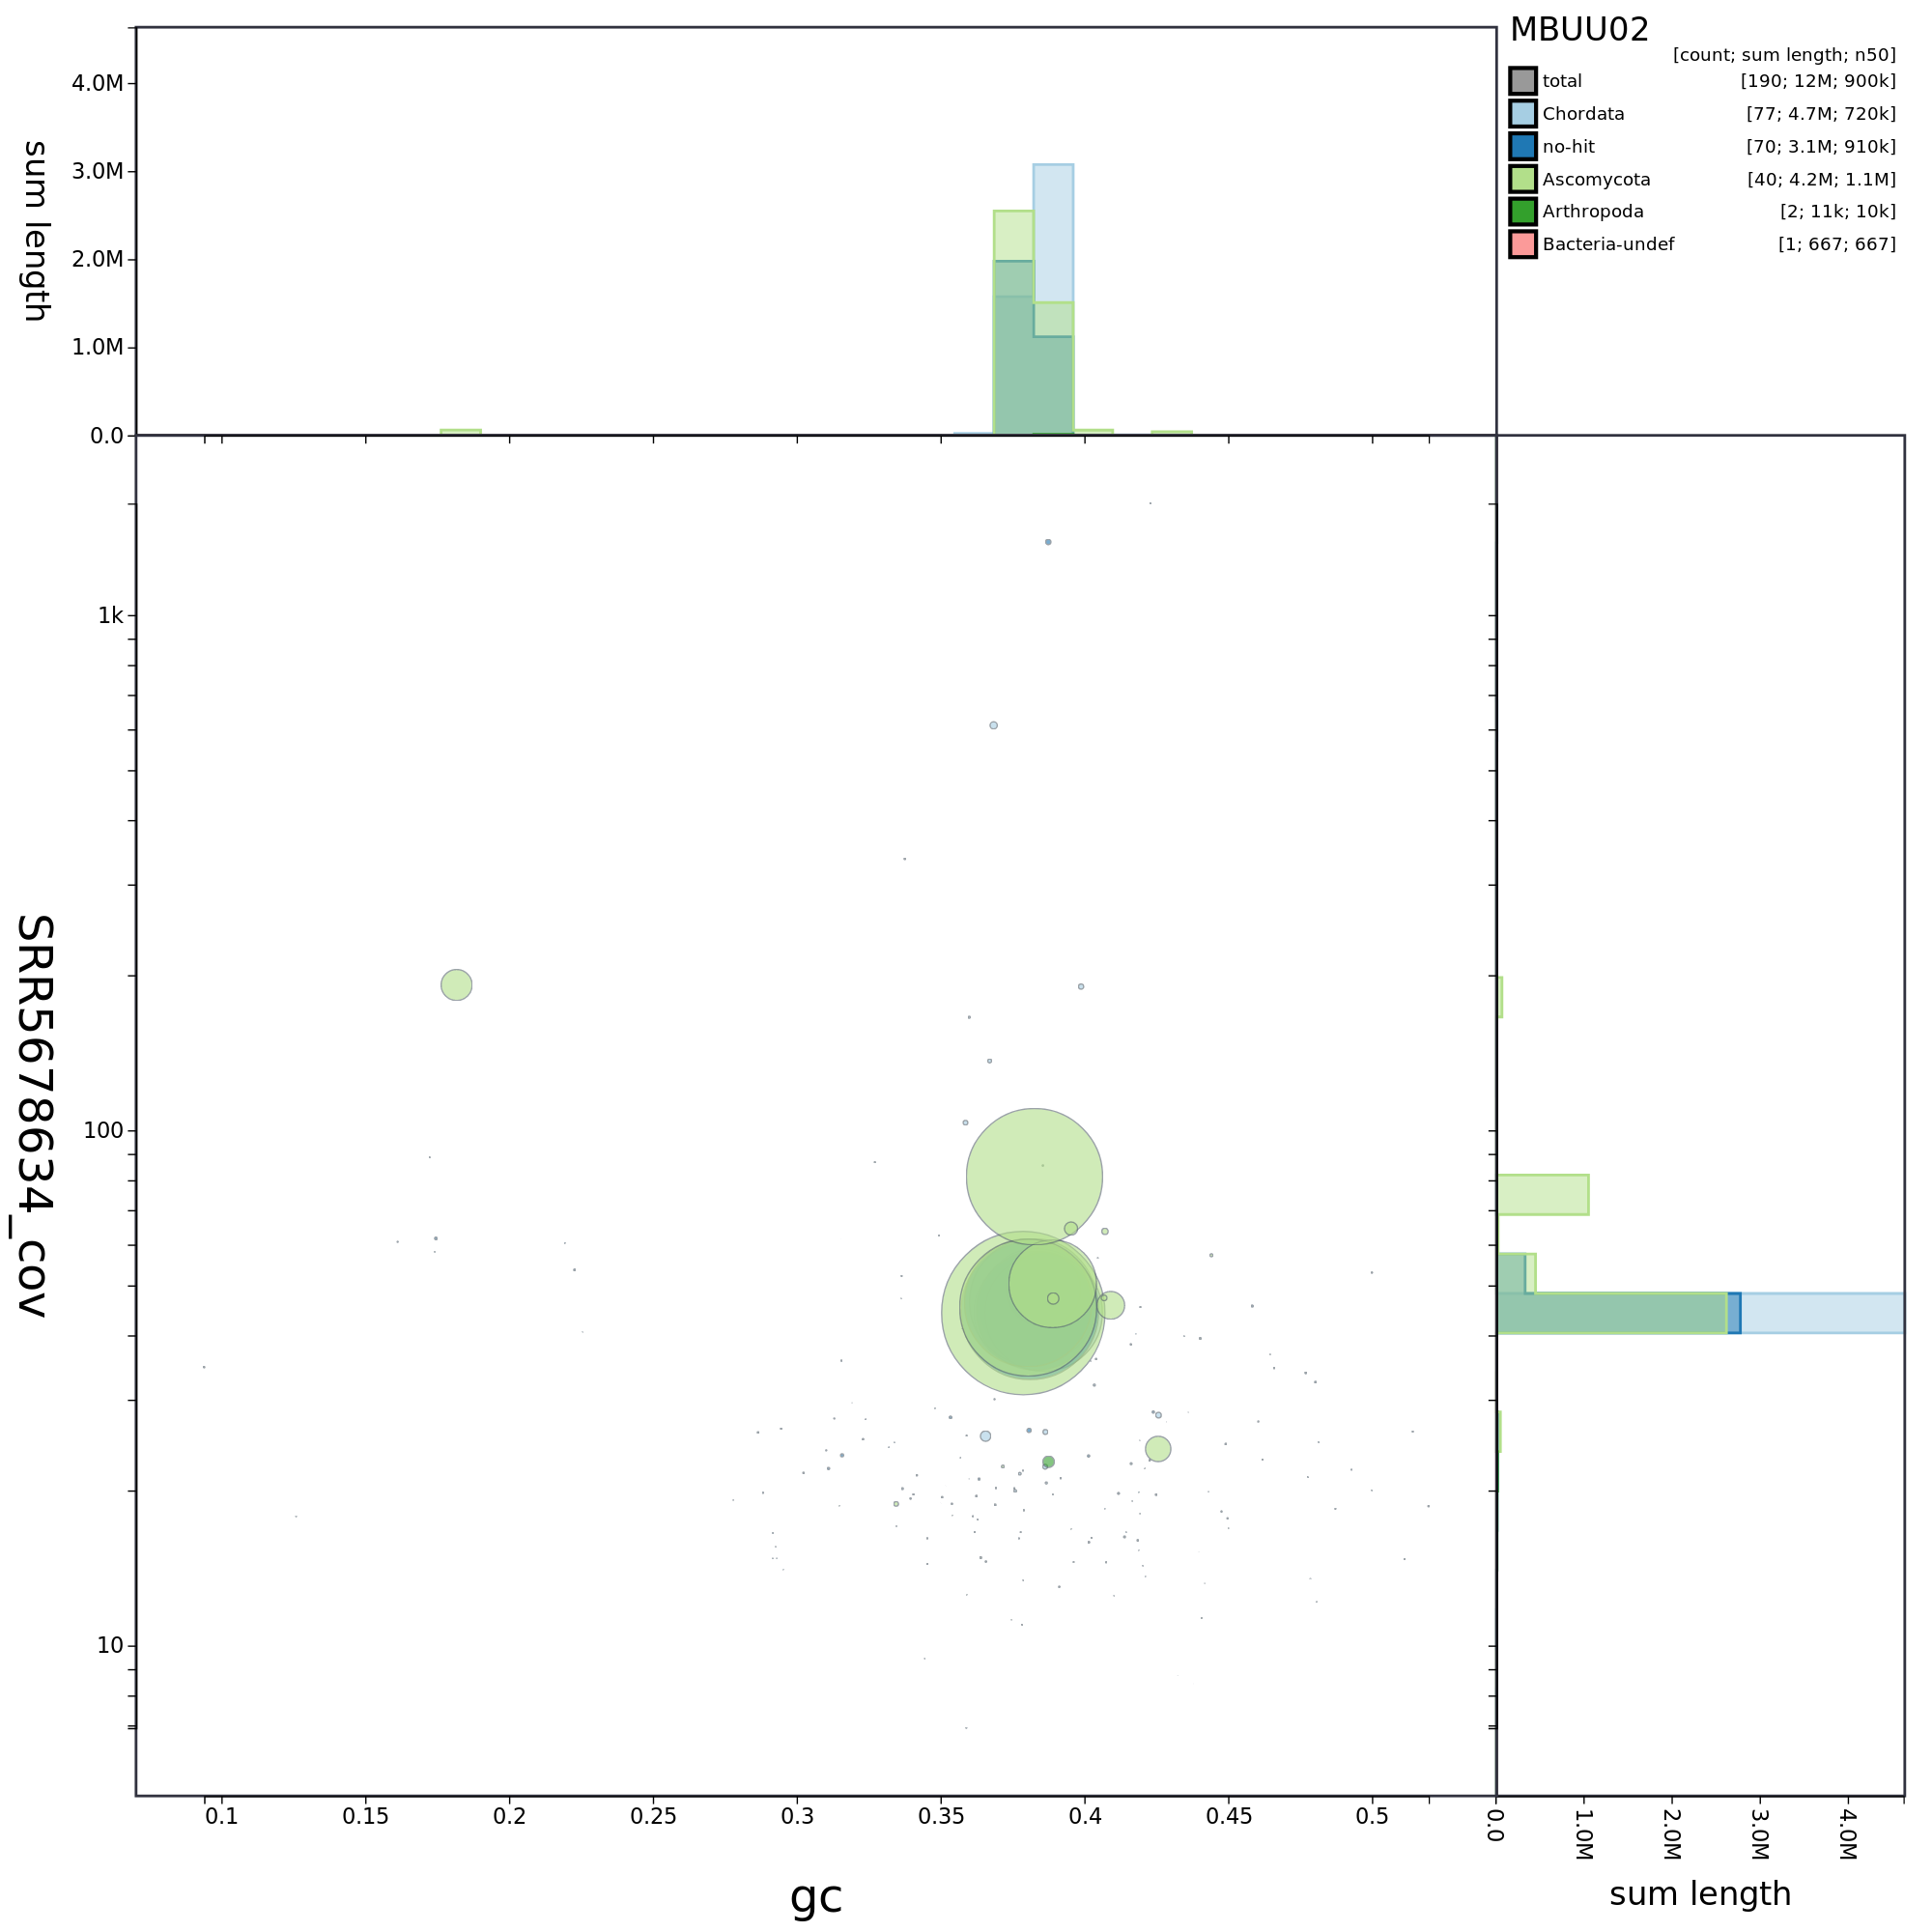 MBUU02
[count; sum length; n50]
total [190; 12M; 900k]
Chordata [77; 4.7M; 720k]
no-hit [70; 3.1M; 910k]
Ascomycota [40; 4.2M; 1.1M]
Arthropoda [2; 11k; 10k]
Bacteria-undef [1; 667; 667]
sum length
4.0M
3.0M
2.0M
1.0M
0.0
SRR5678634_cov
1k
100
10
0.1 0.15 0.2 0.25 0.3 0.35 0.4 0.45 0.5
gc
0.0 1.0M 2.0M 3.0M 4.0M
sum length